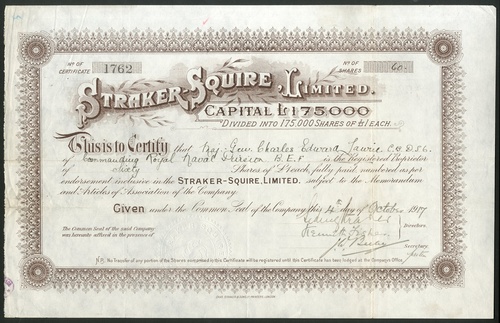 No OF CERTIFICATE 1762
No OF SHARES 60.
STRAKER-SQUIRE, LIMITED.
CAPITAL £175,000
DIVIDED INTO 175,000 SHARES OF £1 EACH.
This is to Certify that Brig: Gen. Charles Edward Lawrie, C.B. D.S.O.
of Commanding Royal Naval Division B.E.F. is the Registered Proprietor
of Sixty Shares of £1 each, fully paid, numbered as per
endorsement inclusive in the STRAKER-SQUIRE, LIMITED. subject to the Memorandum
and Articles of Association of the Company.
Given under the Common Seal of the Company this 4th day of October 1917
The Common Seal of the said Company
was hereunto affixed in the presence of
Directors
Secretary
N.B. No Transfer of any portion of the Shares comprised in this Certificate will be registered until this Certificate has been lodged at the Company's Office.